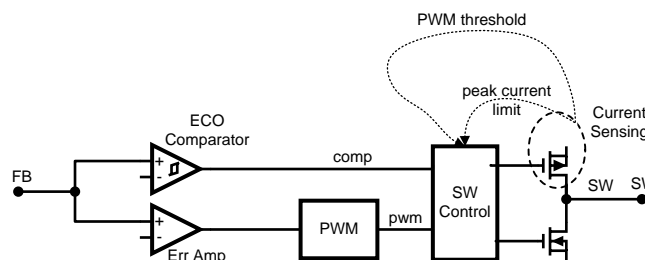 PWM threshold
peak current
limit
Current
Sensing
ECO
Comparator
FB
+
-
comp
SW
Control
SW
+
-
PWM
pwm
Err Amp